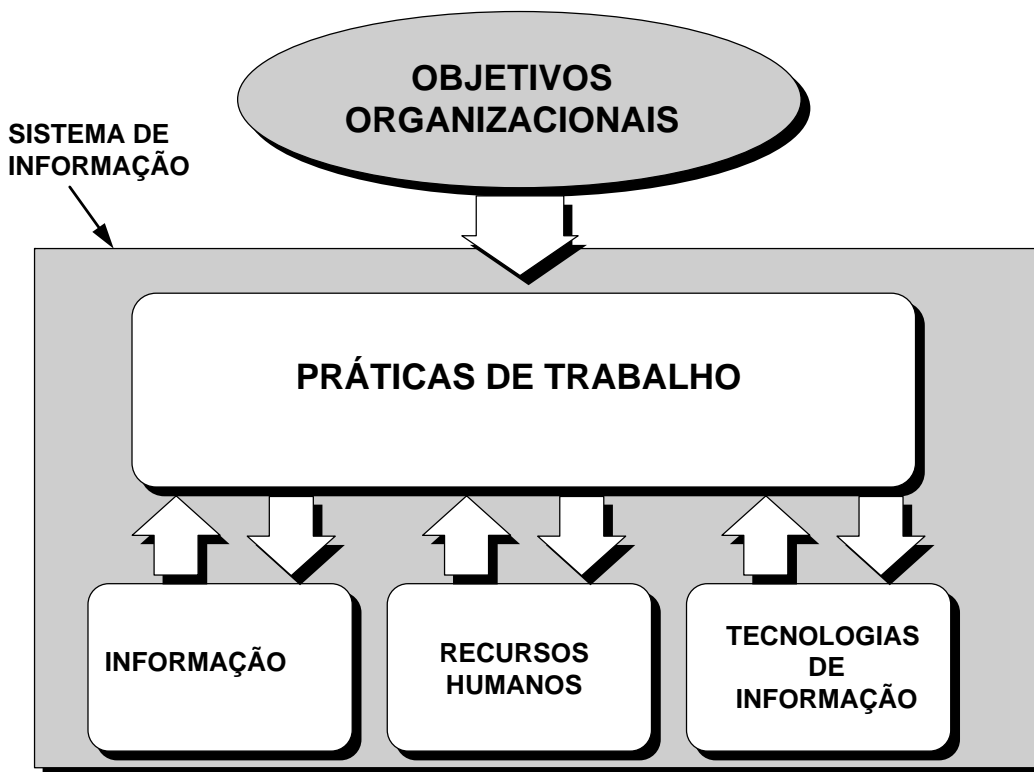 OBJETIVOS
ORGANIZACIONAIS
SISTEMA DE
INFORMAÇÃO
PRÁTICAS DE TRABALHO
INFORMAÇÃO
RECURSOS
HUMANOS
TECNOLOGIAS
DE
INFORMAÇÃO